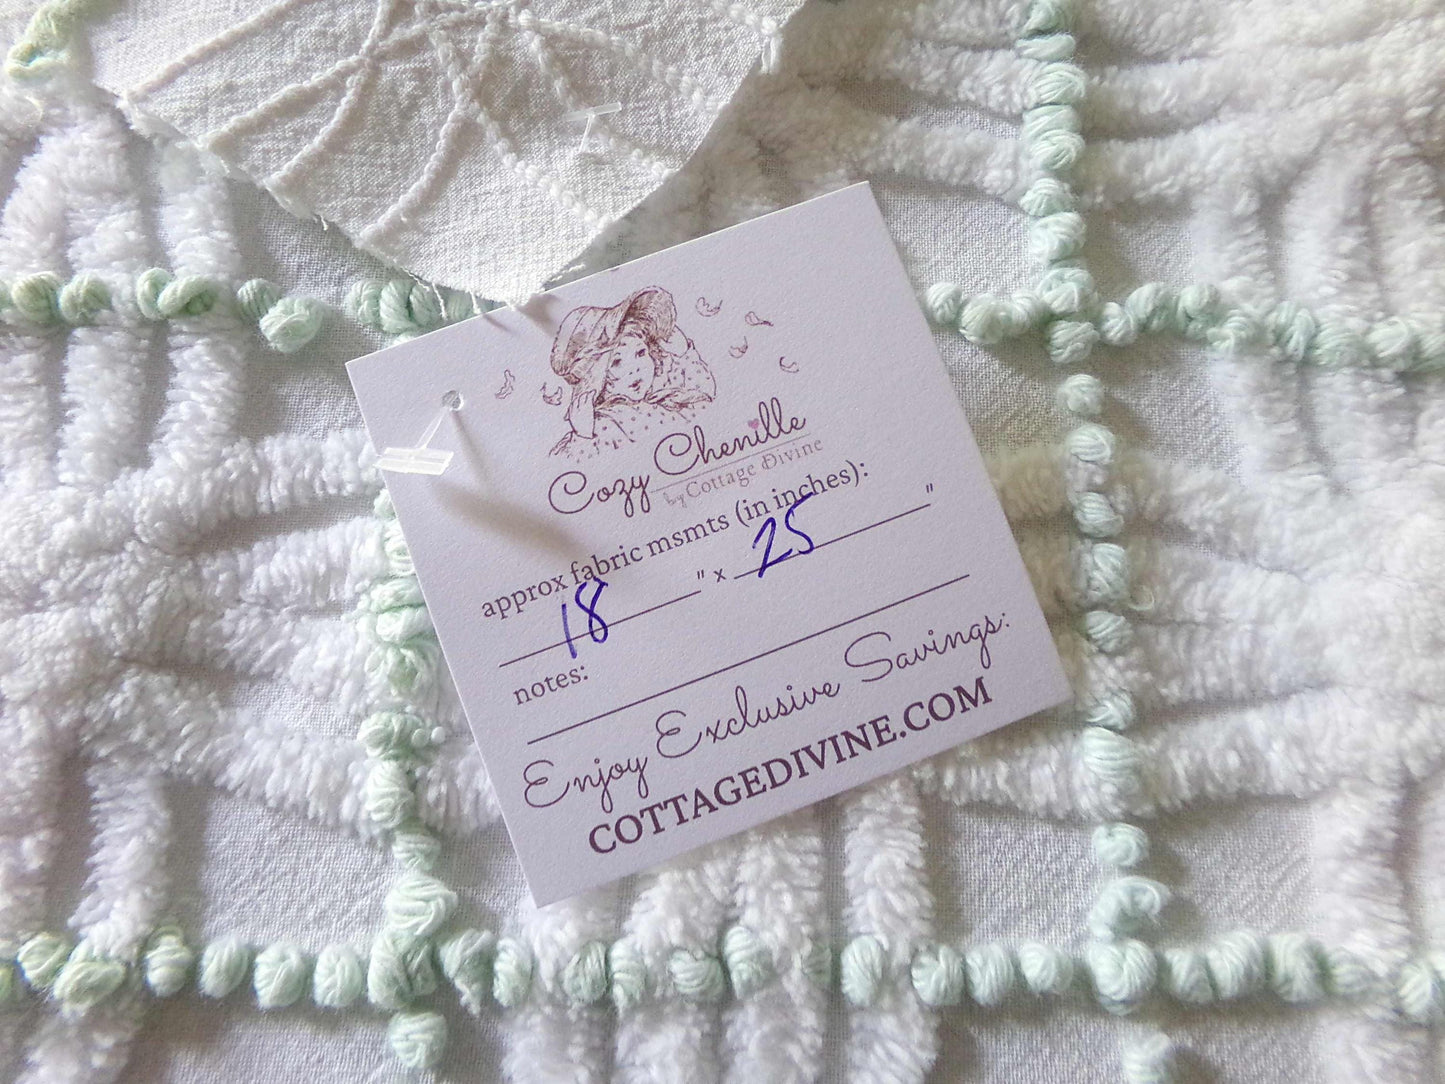 Cozy Chenille
by Cottage Divine
approx fabric msmts (in inches):
18 " x 25 "
notes:
Enjoy Exclusive Savings:
COTTAGEDIVINE.COM